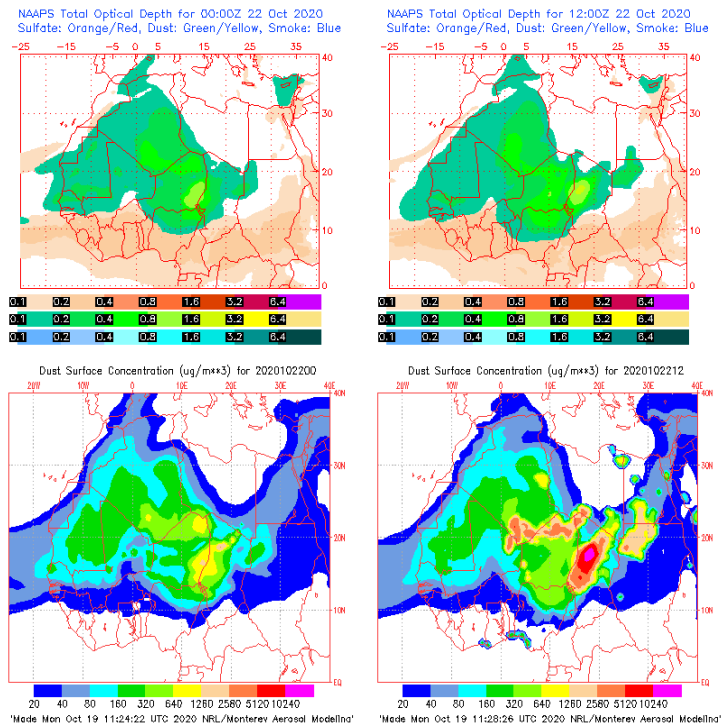 NAAPS Total Optical Depth for 00:00Z 22 Oct 2020
Sulfate: Orange/Red, Dust: Green/Yellow, Smoke: Blue
-25 -15 -5 0 5 15 25 35
40
30
20
10
0
0.1 0.2 0.4 0.8 1.6 3.2 6.4
0.1 0.2 0.4 0.8 1.6 3.2 6.4
0.1 0.2 0.4 0.8 1.6 3.2 6.4
NAAPS Total Optical Depth for 12:00Z 22 Oct 2020
Sulfate: Orange/Red, Dust: Green/Yellow, Smoke: Blue
-25 -15 -5 0 5 15 25 35
40
30
20
10
0
0.1 0.2 0.4 0.8 1.6 3.2 6.4
0.1 0.2 0.4 0.8 1.6 3.2 6.4
0.1 0.2 0.4 0.8 1.6 3.2 6.4
Dust Surface Concentration (ug/m**3) for 2020102200
20W 10W 0 10E 20E 30E 40E
40N
30N
20N
10N
EQ
20 40 80 160 320 640 1280 2560 5120 10240
'Made Mon Oct 19 11:24:22 UTC 2020 NRL/Monterey Aerosol Modeling'
Dust Surface Concentration (ug/m**3) for 2020102212
20W 10W 0 10E 20E 30E 40E
40N
30N
20N
10N
EQ
20 40 80 160 320 640 1280 2560 5120 10240
'Made Mon Oct 19 11:28:26 UTC 2020 NRL/Monterey Aerosol Modeling'